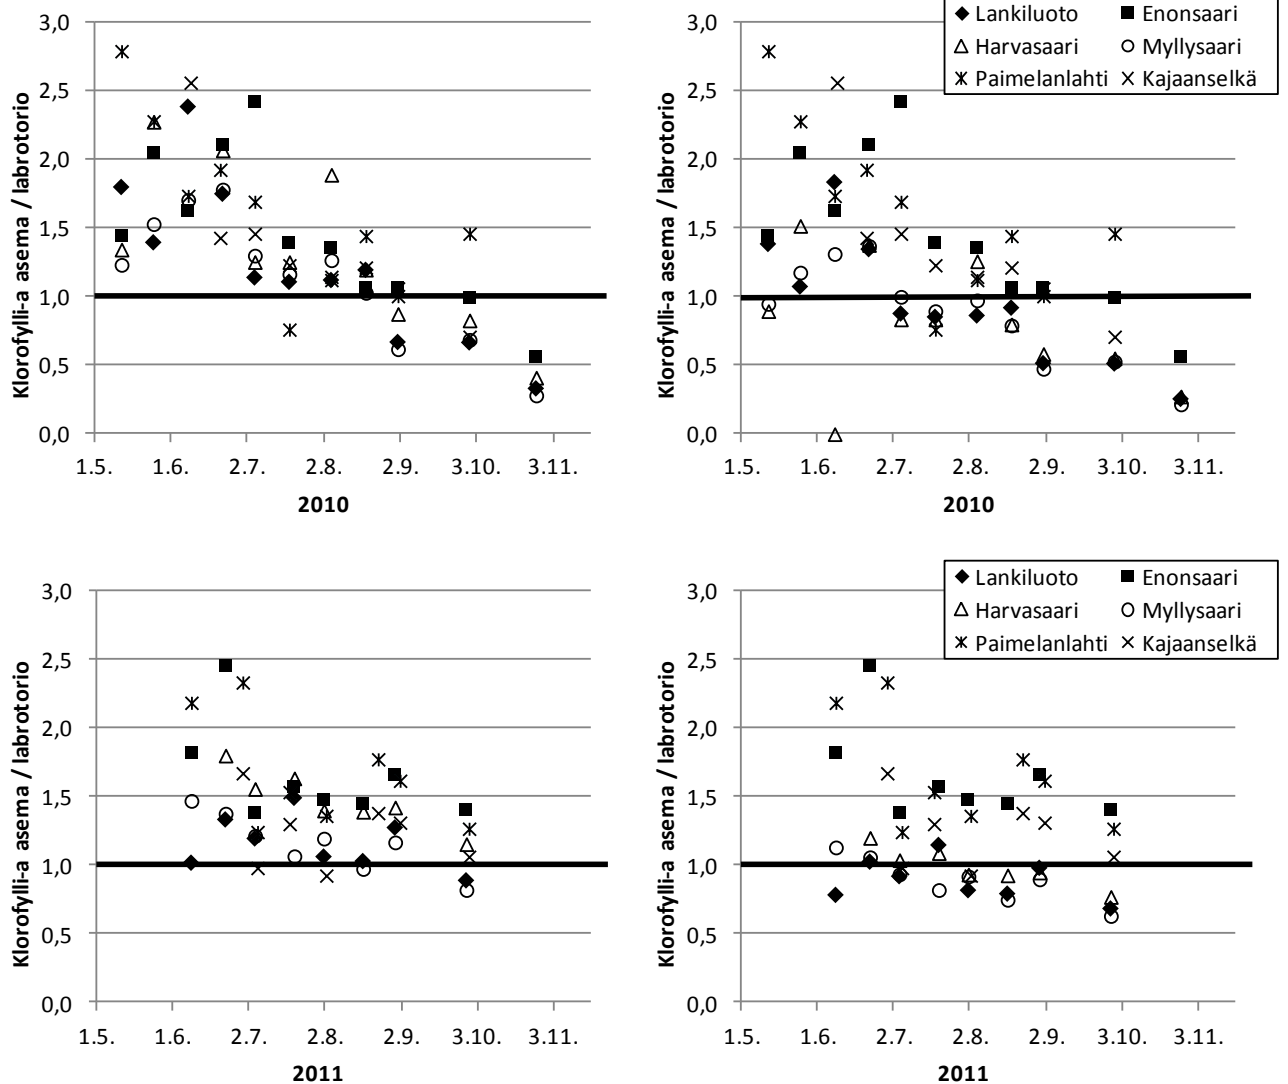 Klorofylli-a asema / labrotorio
3,0
2,5
2,0
1,5
1,0
0,5
0,0
1.5. 1.6. 2.7. 2.8. 2.9. 3.10. 3.11.
2010
Lankiluoto Enonsaari
Harvasaari Myllysaari
Paimelanlahti Kajaanselkä
Klorofylli-a asema / labrotorio
3,0
2,5
2,0
1,5
1,0
0,5
0,0
1.5. 1.6. 2.7. 2.8. 2.9. 3.10. 3.11.
2010
Klorofylli-a asema / labrotorio
3,0
2,5
2,0
1,5
1,0
0,5
0,0
1.5. 1.6. 2.7. 2.8. 2.9. 3.10. 3.11.
2011
Lankiluoto Enonsaari
Harvasaari Myllysaari
Paimelanlahti Kajaanselkä
Klorofylli-a asema / labrotorio
3,0
2,5
2,0
1,5
1,0
0,5
0,0
1.5. 1.6. 2.7. 2.8. 2.9. 3.10. 3.11.
2011